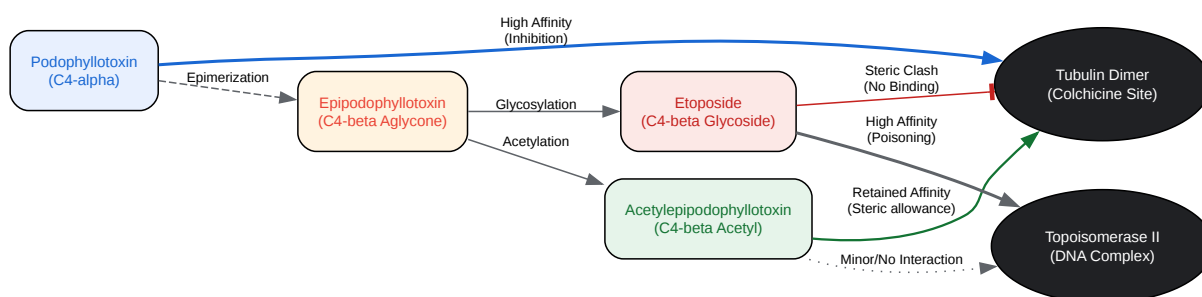 High Affinity
(Inhibition)
Podophyllotoxin
(C4-alpha)
Epimerization
Epipodophyllotoxin
(C4-beta Aglycone)
Glycosylation
Acetylation
Etoposide
(C4-beta Glycoside)
Steric Clash
(No Binding)
Tubulin Dimer
(Colchicine Site)
High Affinity
(Poisoning)
Acetylepipodophyllotoxin
(C4-beta Acetyl)
Retained Affinity
(Steric allowance)
Minor/No Interaction
Topoisomerase II
(DNA Complex)